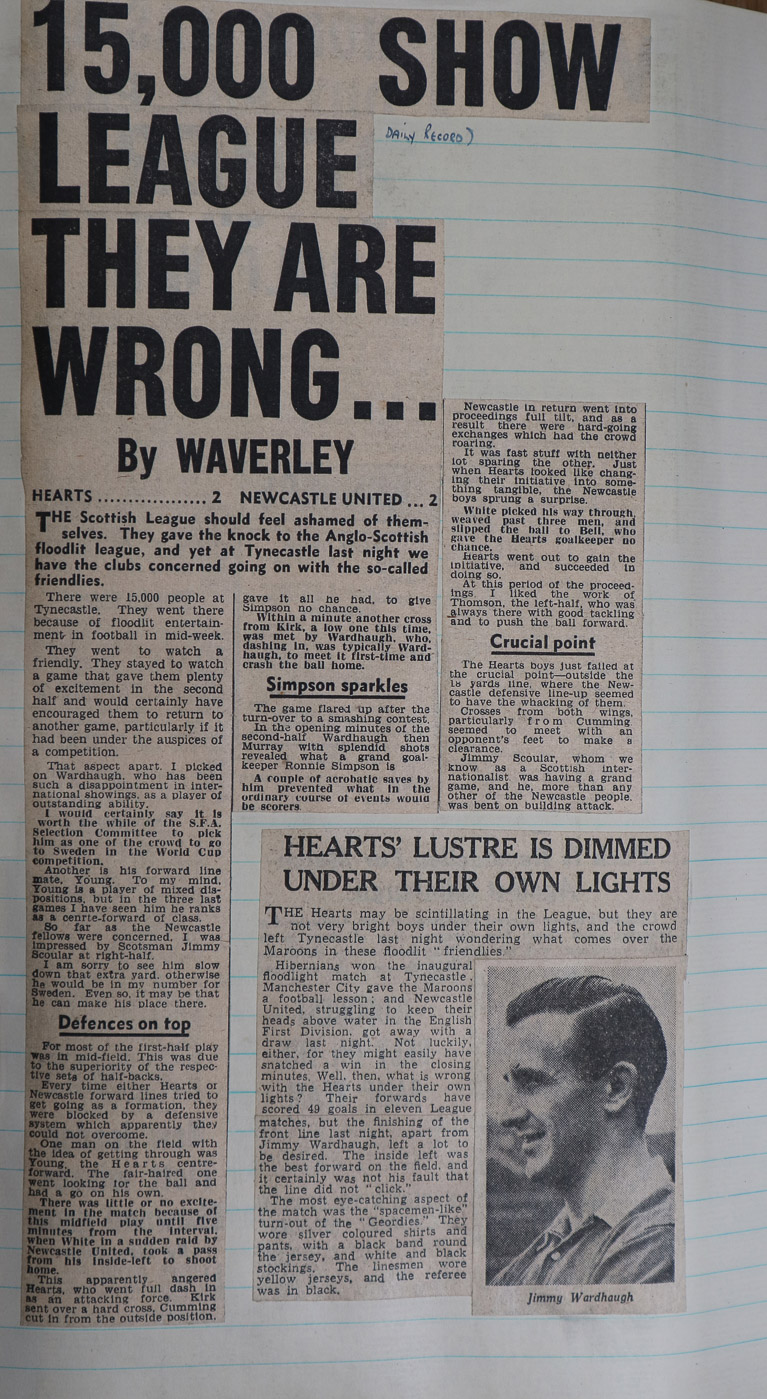 15,000 SHOW
LEAGUE
DAILY RECORD)
THEY ARE
WRONG...
By WAVERLEY
HEARTS ................. 2 NEWCASTLE UNITED ... 2
THE Scottish League should feel ashamed of them-
selves. They gave the knock to the Anglo-Scottish
floodlit league, and yet at Tynecastle last night we
have the clubs concerned going on with the so-called
friendlies.
There were 15,000 people at
Tynecastle. They went there
because of floodlit entertain-
ment in football in mid-week.
They went to watch a
friendly. They stayed to watch
a game that gave them plenty
of excitement in the second
half and would certainly have
encouraged them to return to
another game, particularly if it
had been under the auspices of
a competition.
That aspect apart, I picked
on Wardhaugh, who has been
such a disappointment in inter-
national showings, as a player of
outstanding ability.
I would certainly say it is
worth the while of the S.F.A.
Selection Committee to pick
him as one of the crowd to go
to Sweden in the World Cup
competition.
Another is his forward line
mate, Young. To my mind,
Young is a player of mixed dis-
positions, but in the three last
games I have seen him he ranks
as a cenrte-forward of class.
So far as the Newcastle
fellows were concerned, I was
impressed by Scotsman Jimmy
Scoular at right-half.
I am sorry to see him slow
down that extra yard, otherwise
he would be in my number for
Sweden. Even so, it may be that
he can make his place there.
Defences on top
For most of the first-half play
was in mid-field. This was due
to the superiority of the respec-
tive sets of half-backs.
Every time either Hearts or
Newcastle forward lines tried to
get going as a formation, they
were blocked by a defensive
system which apparently they
could not overcome.
One man on the field with
the idea of getting through was
Young, the Hearts centre-
forward. The fair-haired one
went looking for the ball and
had a go on his own.
There was little or no excite-
ment in the match because of
this midfield play until five
minutes from the interval,
when White in a sudden raid by
Newcastle United, took a pass
from his inside-left to shoot
home.
This apparently angered
Hearts, who went full dash in
as an attacking force. Kirk
sent over a hard cross, Cumming
cut in from the outside position,
gave it all he had, to give
Simpson no chance.
Within a minute another cross
from Kirk, a low one this time,
was met by Wardhaugh, who,
dashing in, was typically Ward-
haugh, to meet it first-time and
crash the ball home.
Simpson sparkles
The game flared up after the
turn-over to a smashing contest.
In the opening minutes of the
second-half Wardhaugh then
Murray with splendid shots
revealed what a grand goal-
keeper Ronnie Simpson is
A couple of acrobatic saves by
him prevented what in the
ordinary course of events would
be scorers.
Newcastle in return went into
proceedings full tilt, and as a
result there were hard-going
exchanges which had the crowd
roaring.
It was fast stuff with neither
lot sparing the other. Just
when Hearts looked like chang-
ing their initiative into some-
thing tangible, the Newcastle
boys sprung a surprise.
White picked his way through,
weaved past three men, and
slipped the ball to Bell, who
gave the Hearts goalkeeper no
chance.
Hearts went out to gain the
initiative, and succeeded in
doing so.
At this period of the proceed-
ings I liked the work of
Thomson, the left-half, who was
always there with good tackling
and to push the ball forward.
Crucial point
The Hearts boys just failed at
the crucial point—outside the
18 yards line, where the New-
castle defensive line-up seemed
to have the whacking of them.
Crosses from both wings,
particularly from Cumming
seemed to meet with an
opponent's feet to make a
clearance.
Jimmy Scoular, whom we
know as a Scottish inter-
nationalist was having a grand
game, and he, more than any
other of the Newcastle people,
was bent on building attack.
HEARTS' LUSTRE IS DIMMED
UNDER THEIR OWN LIGHTS
THE Hearts may be scintillating in the League, but they are
not very bright boys under their own lights, and the crowd
left Tynecastle last night wondering what comes over the
Maroons in these floodlit "friendlies."
Hibernians won the inaugural
floodlight match at Tynecastle,
Manchester City gave the Maroons
a football lesson; and Newcastle
United, struggling to keep their
heads above water in the English
First Division, got away with a
draw last night. Not luckily,
either, for they might easily have
snatched a win in the closing
minutes. Well, then, what is wrong
with the Hearts under their own
lights? Their forwards have
scored 49 goals in eleven League
matches, but the finishing of the
front line last night, apart from
Jimmy Wardhaugh, left a lot to
be desired. The inside left was
the best forward on the field, and
it certainly was not his fault that
the line did not "click."
The most eye-catching aspect of
the match was the "spacemen-like"
turn-out of the "Geordies." They
wore silver coloured shirts and
pants, with a black band round
the jersey, and white and black
stockings. The linesmen wore
yellow jerseys, and the referee
was in black.
Jimmy Wardhaugh